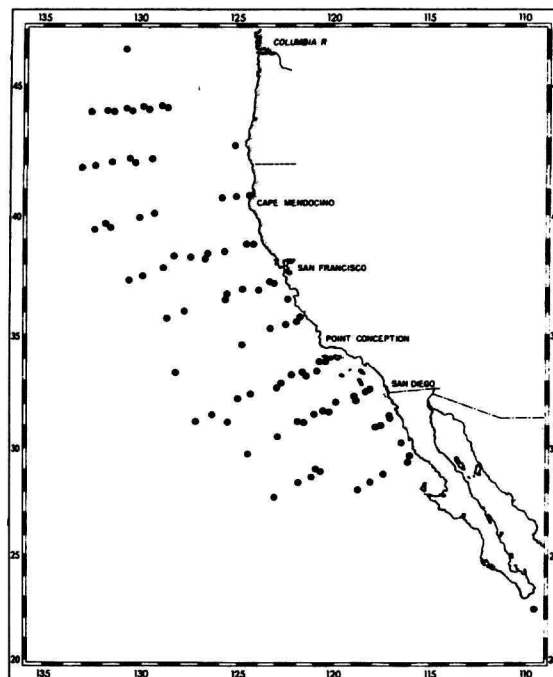 135 130 125 120 115 110
COLUMBIA R
45
40
CAPE MENDOCINO
SAN FRANCISCO
35
POINT CONCEPTION
SAN DIEGO
30
25
20
135 130 125 120 115 110